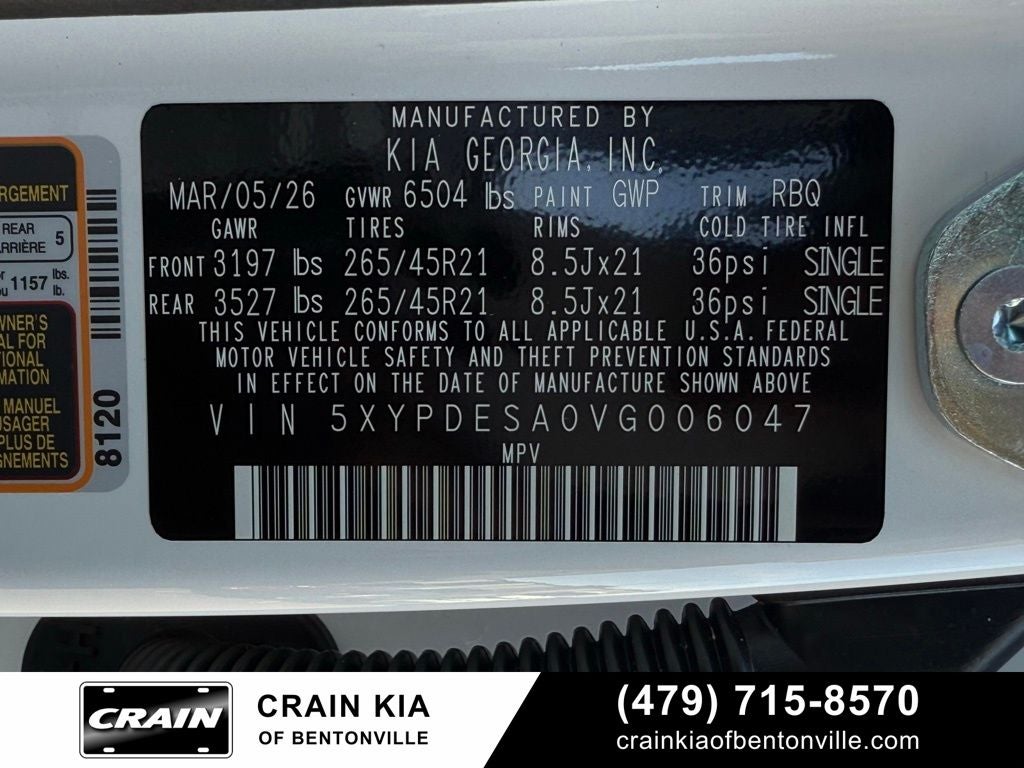 MANUFACTURED BY
KIA GEORGIA, INC.
MAR/05/26 GVWR 6504 lbs PAINT GWP TRIM RBQ
GAWR TIRES RIMS COLD TIRE INFL
FRONT 3197 lbs 265/45R21 8.5Jx21 36psi SINGLE
REAR 3527 lbs 265/45R21 8.5Jx21 36psi SINGLE
THIS VEHICLE CONFORMS TO ALL APPLICABLE U.S.A. FEDERAL
MOTOR VEHICLE SAFETY AND THEFT PREVENTION STANDARDS
IN EFFECT ON THE DATE OF MANUFACTURE SHOWN ABOVE
VIN 5XYPDESA0VG006047
MPV
RGEMENT
REAR
ARRIÈRE 5
1157 lbs.
lb.
WNER'S
AL FOR
IONAL
MATION
MANUEL
USAGER
PLUS DE
GNEMENTS
8120
CRAIN
CRAIN KIA
OF BENTONVILLE
(479) 715-8570
crainkiaofbentonville.com